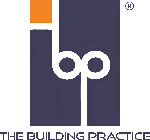 ibp®
THE BUILDING PRACTICE